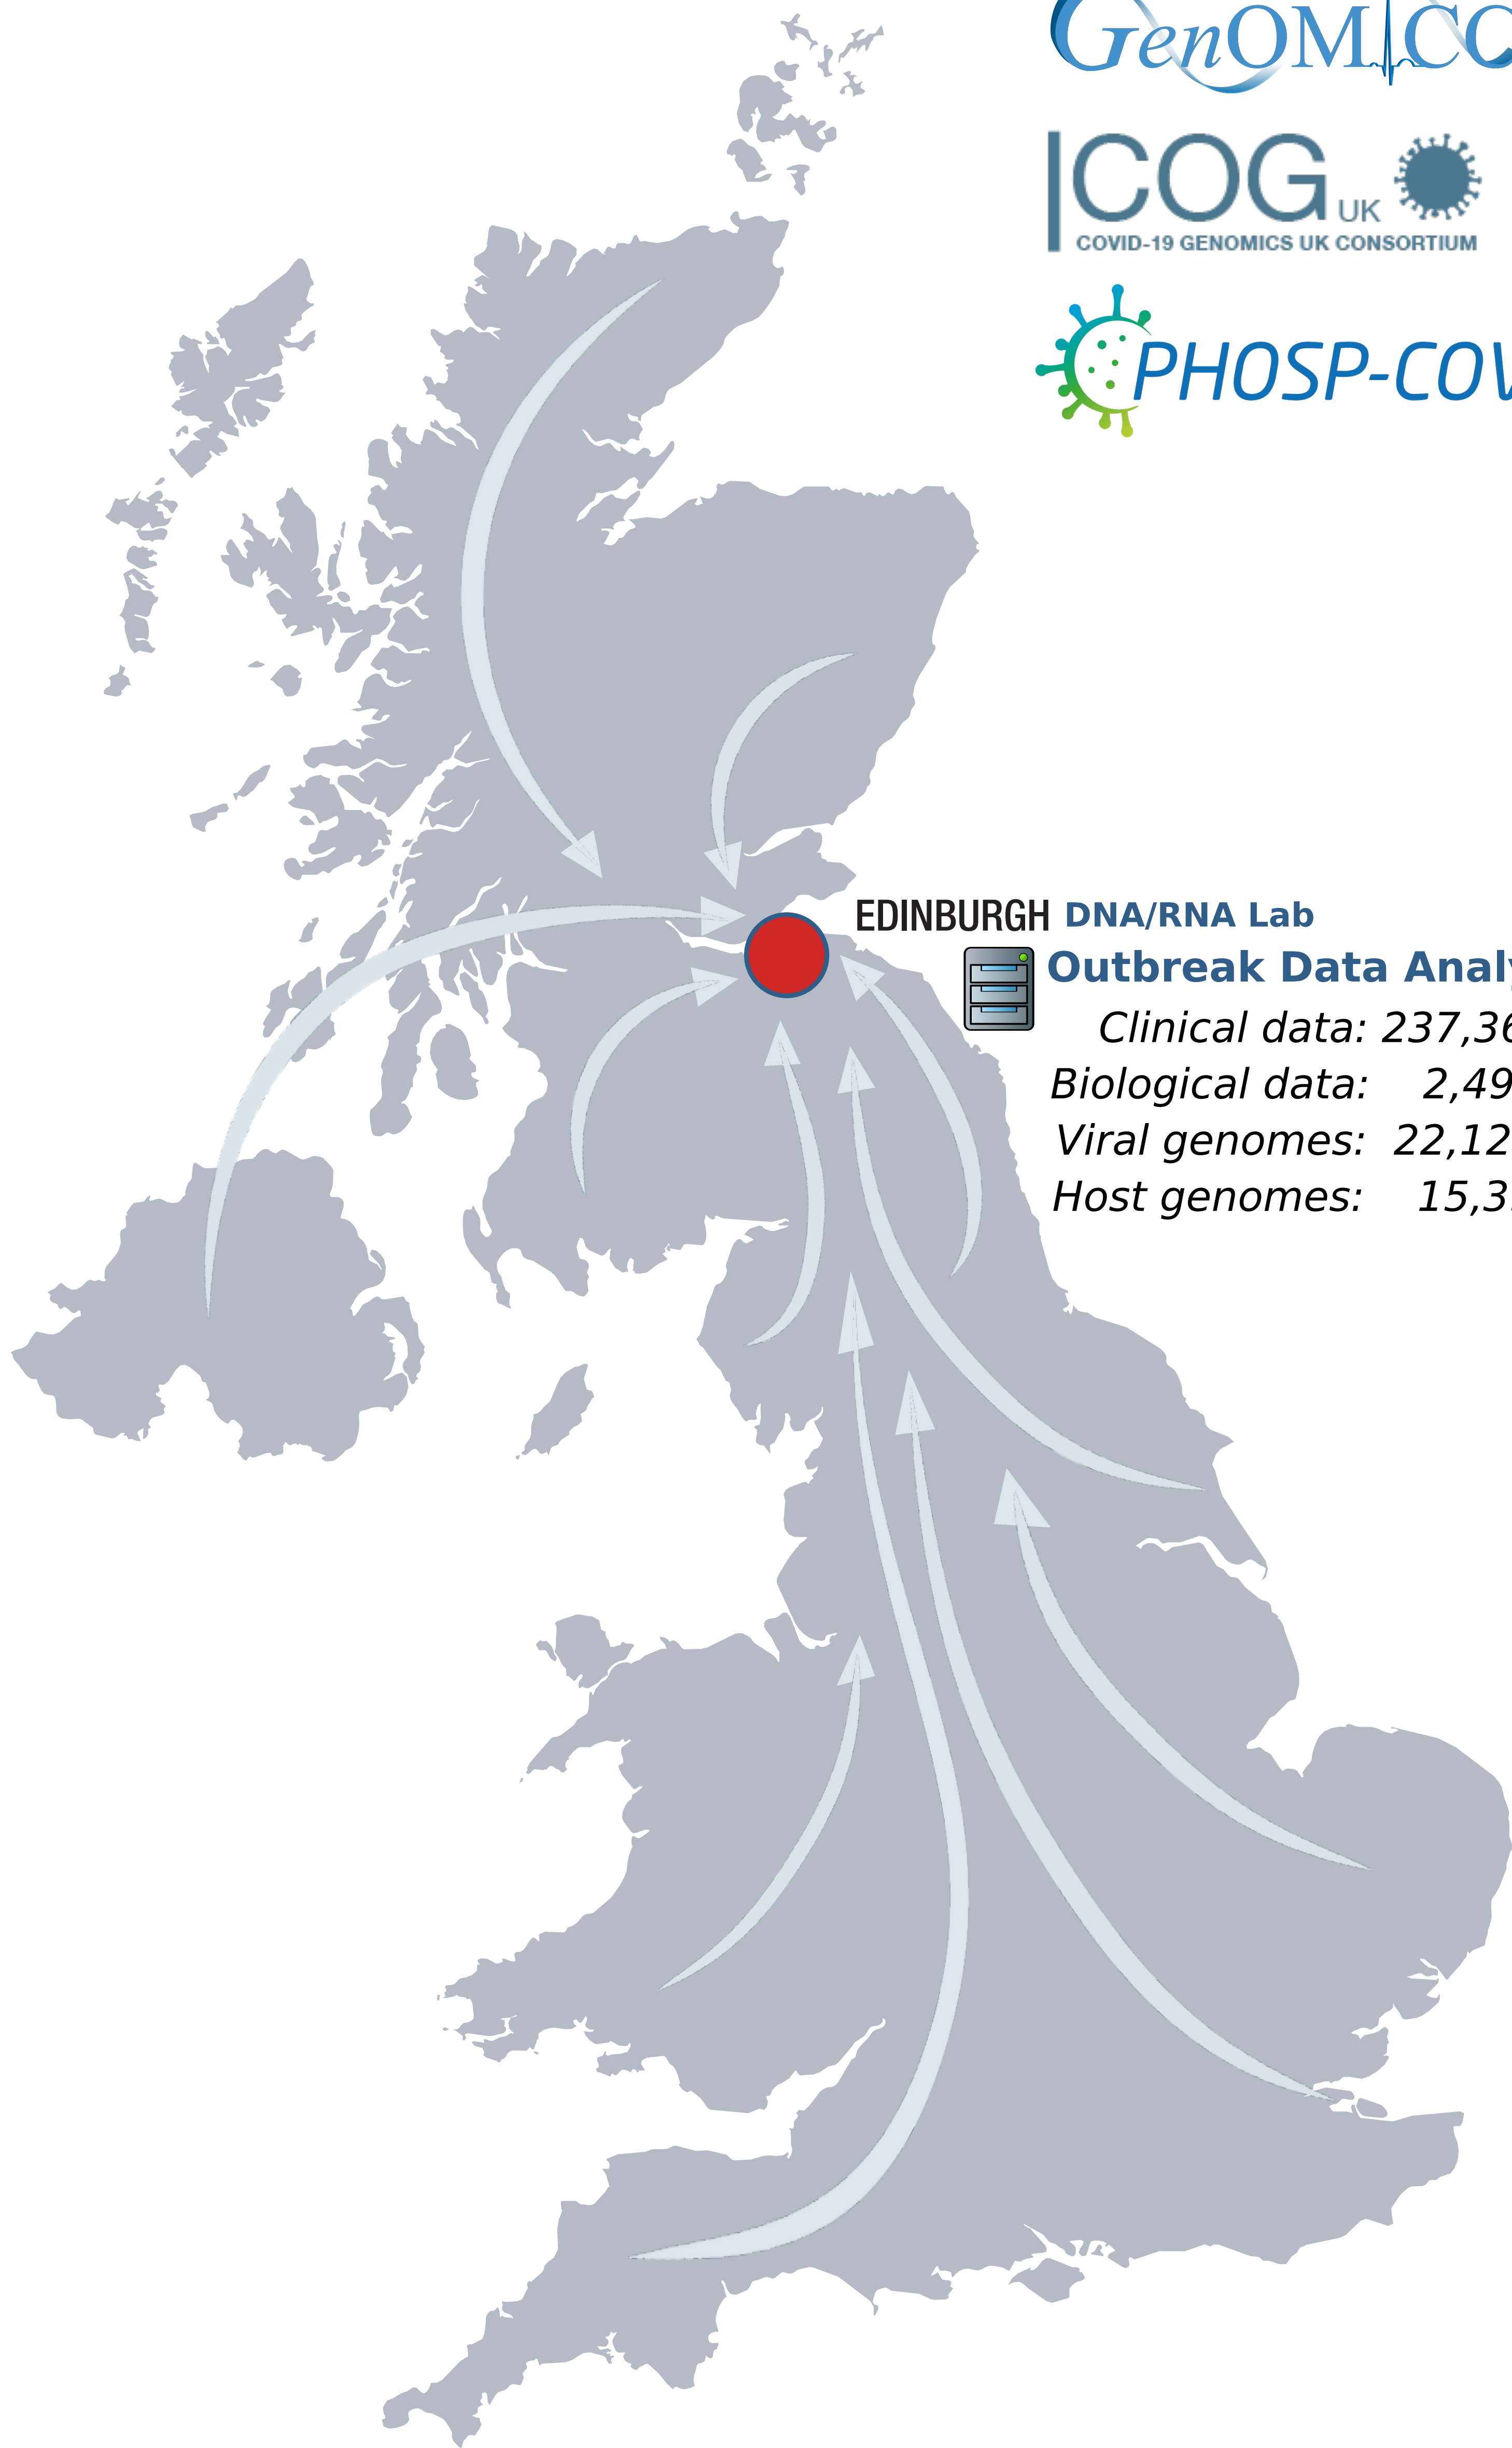 GenOMICC
COG UK
COVID-19 GENOMICS UK CONSORTIUM
PHOSP-COV
EDINBURGH DNA/RNA Lab
Outbreak Data Analy
Clinical data: 237,36
Biological data: 2,49
Viral genomes: 22,12
Host genomes: 15,3